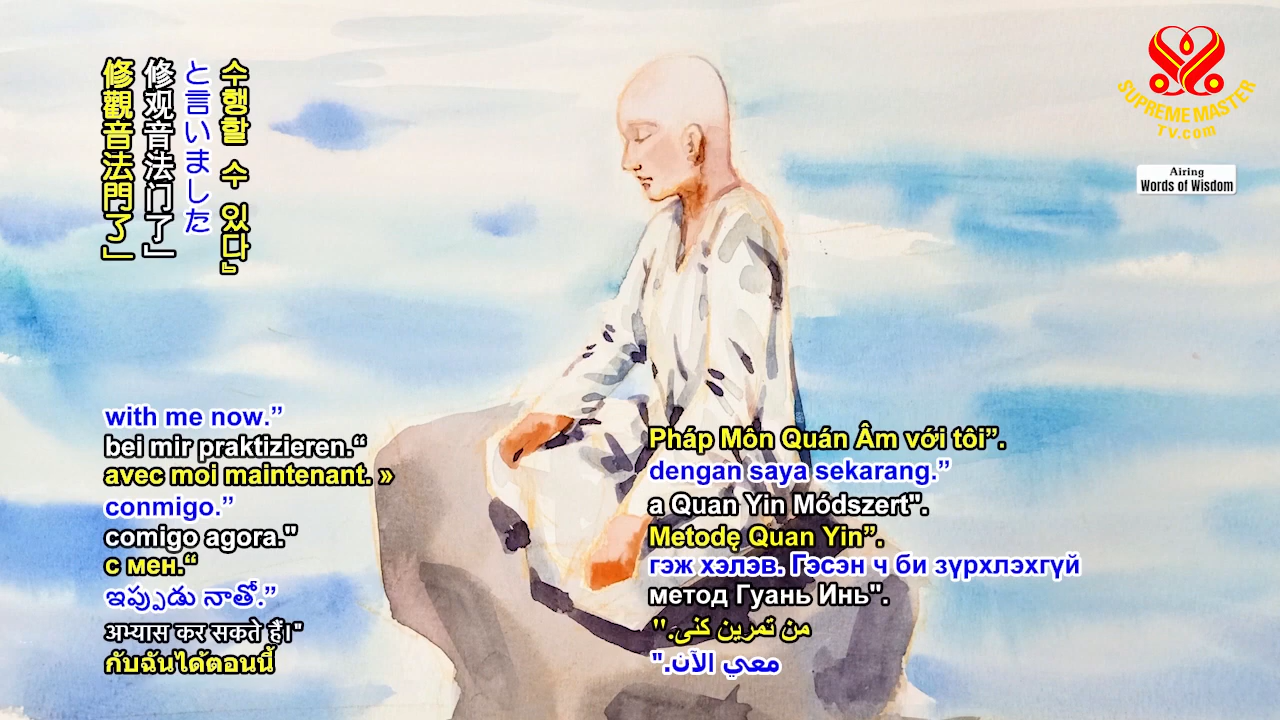 修觀音法門了」
修观音法门了」
と言いました
수행할 수 있다』
SUPREME MASTER
TV.com
Airing
Words of Wisdom
with me now.”
bei mir praktizieren.“
avec moi maintenant. »
conmigo.”
comigo agora."
с мен.“
ఇప్పుడు నాతో.”
अभ्यास कर सकते हैं।"
กับฉันได้ตอนนี้
Pháp Môn Quán Âm với tôi”.
dengan saya sekarang.”
a Quan Yin Módszert".
Metodę Quan Yin”.
гэж хэлэв. Гэсэн ч би зүрхлэхгүй
метод Гуань Инь".
من تمرین کنی."
معي الآن."